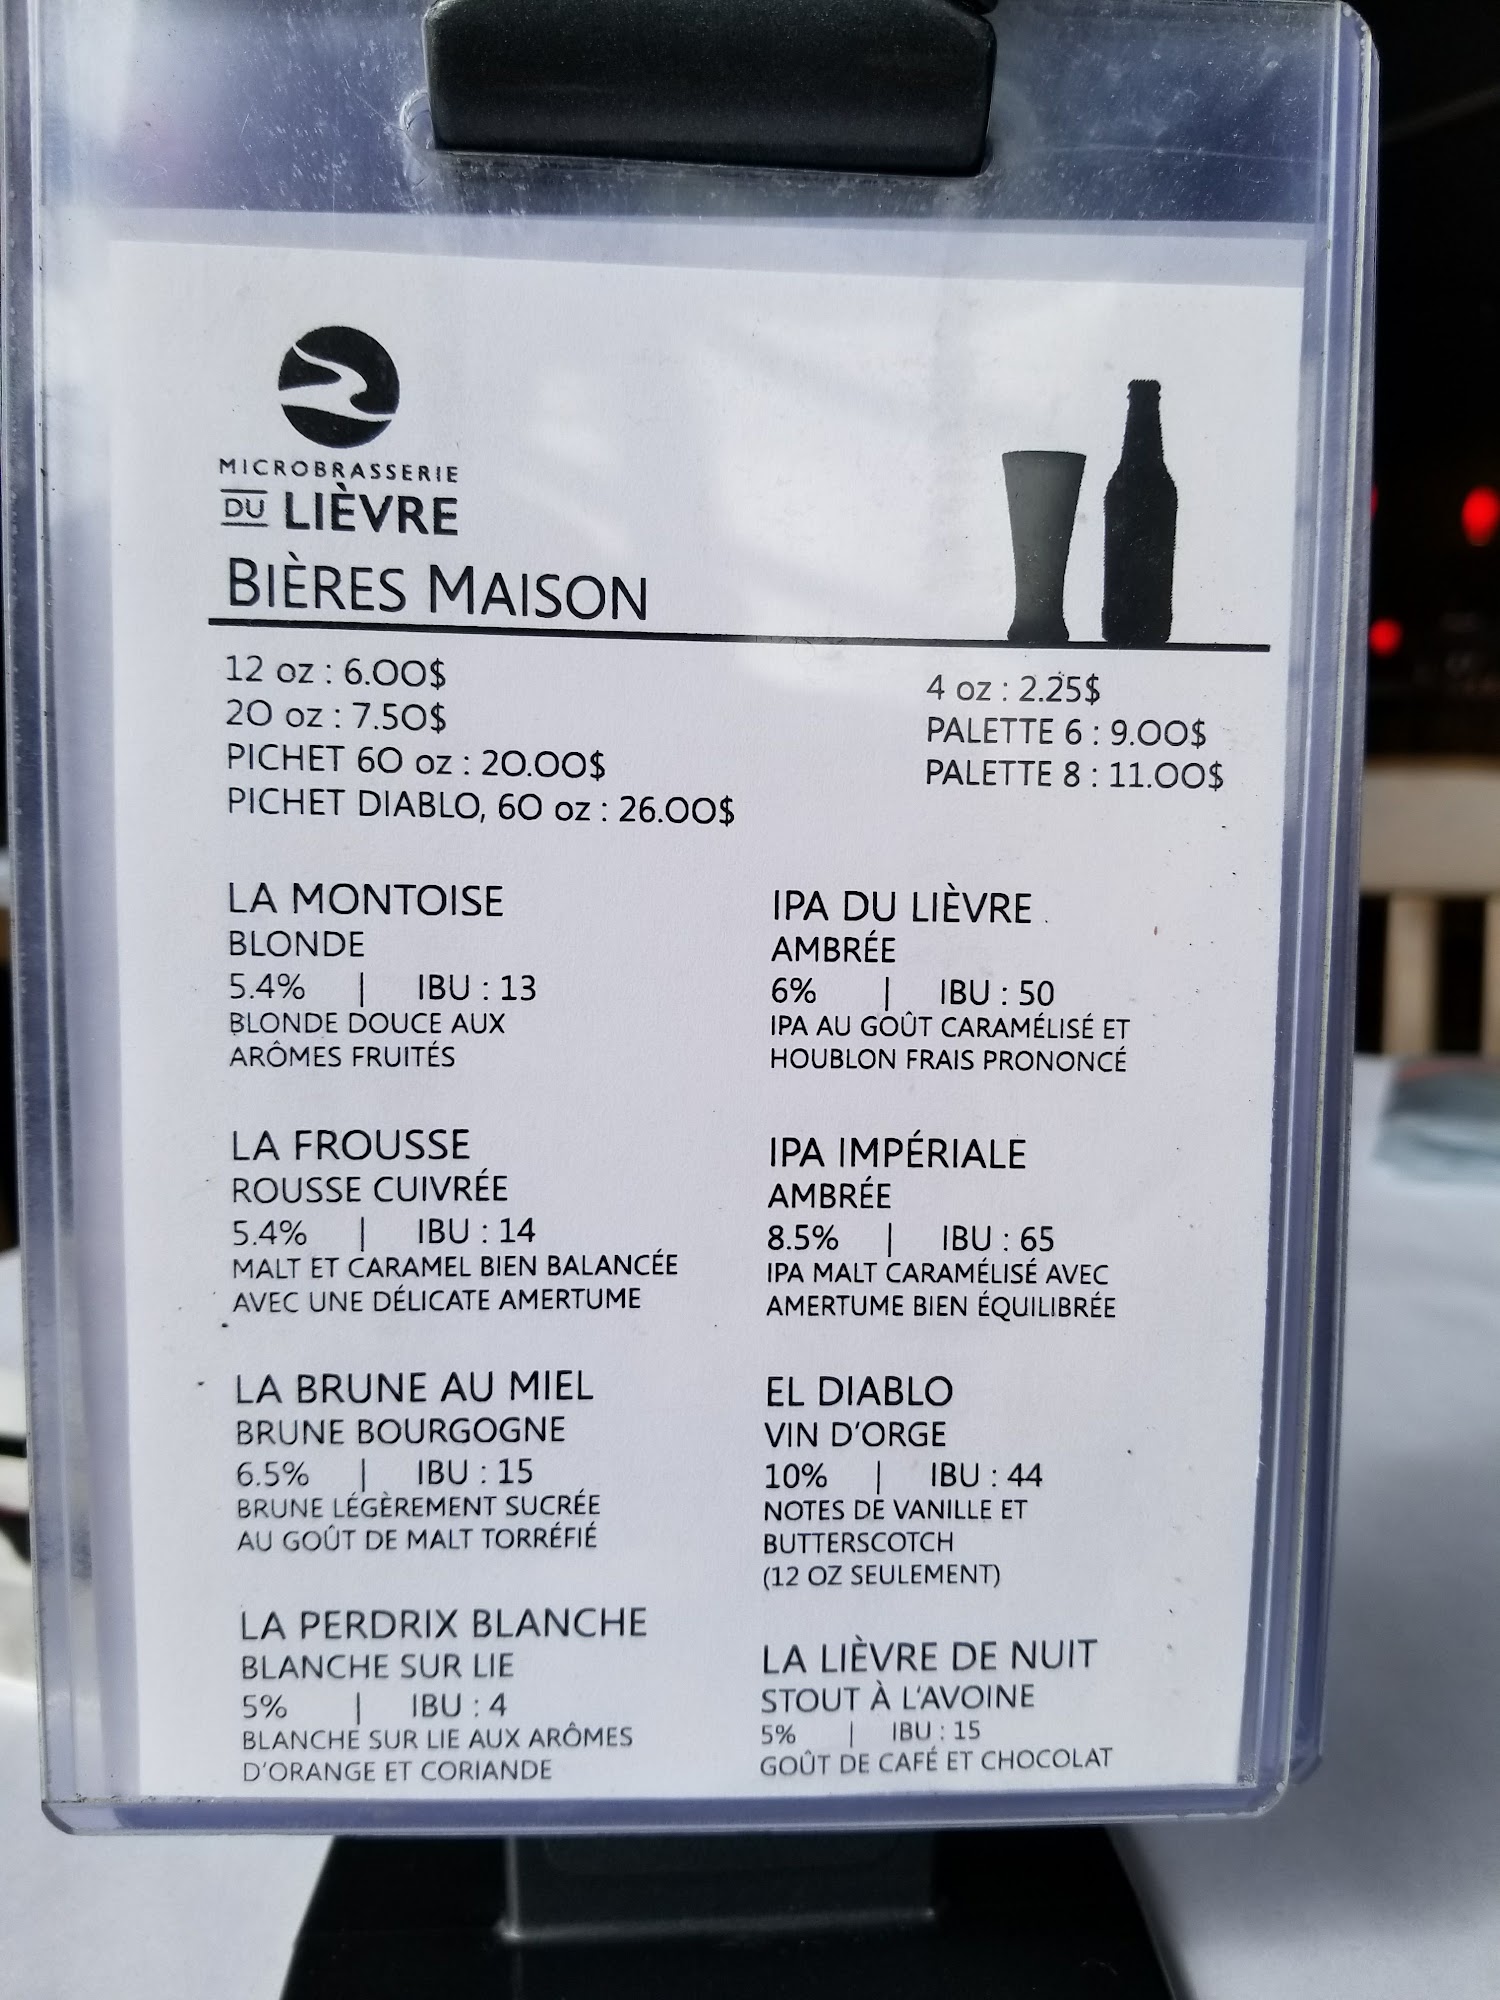 MICROBRASSERIE
DU LIÈVRE
BIÈRES MAISON
12 oz : 6.00$
20 oz : 7.50$
PICHET 60 oz : 20.00$
PICHET DIABLO, 60 oz : 26.00$
4 oz : 2.25$
PALETTE 6 : 9.00$
PALETTE 8 : 11.00$
LA MONTOISE
BLONDE
5.4% | IBU : 13
BLONDE DOUCE AUX
ARÔMES FRUITÉS
LA FROUSSE
ROUSSE CUIVRÉE
5.4% | IBU : 14
MALT ET CARAMEL BIEN BALANCÉE
AVEC UNE DÉLICATE AMERTUME
LA BRUNE AU MIEL
BRUNE BOURGOGNE
6.5% | IBU : 15
BRUNE LÉGÈREMENT SUCRÉE
AU GOÛT DE MALT TORRÉFIÉ
LA PERDRIX BLANCHE
BLANCHE SUR LIE
5% | IBU : 4
BLANCHE SUR LIE AUX ARÔMES
D'ORANGE ET CORIANDE
IPA DU LIÈVRE
AMBRÉE
6% | IBU : 50
IPA AU GOÛT CARAMÉLISÉ ET
HOUBLON FRAIS PRONONCÉ
IPA IMPÉRIALE
AMBRÉE
8.5% | IBU : 65
IPA MALT CARAMÉLISÉ AVEC
AMERTUME BIEN ÉQUILIBRÉE
EL DIABLO
VIN D'ORGE
10% | IBU : 44
NOTES DE VANILLE ET
BUTTERSCOTCH
(12 OZ SEULEMENT)
LA LIÈVRE DE NUIT
STOUT À L'AVOINE
5% | IBU : 15
GOÛT DE CAFÉ ET CHOCOLAT